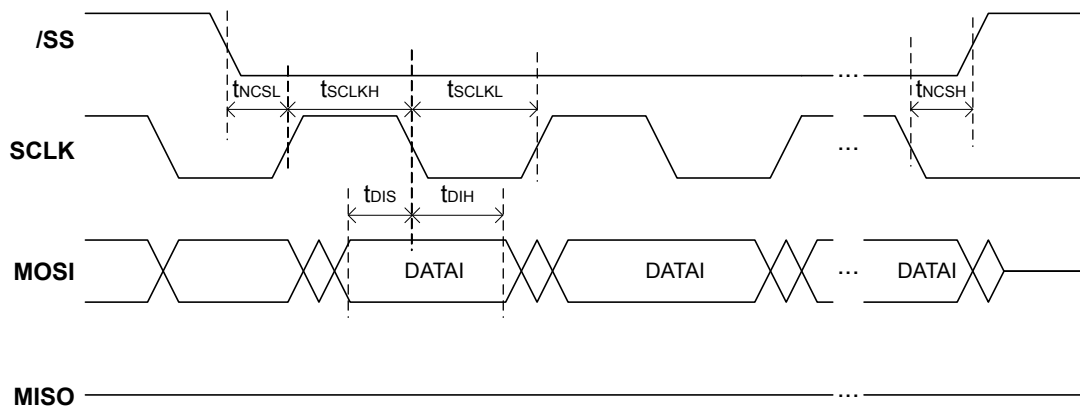 /SS
...
tNCSL
tSCLKH
tSCLKL
tNCSH
SCLK
...
tDIS
tDIH
MOSI
DATAI
DATAI
...
DATAI
MISO
...